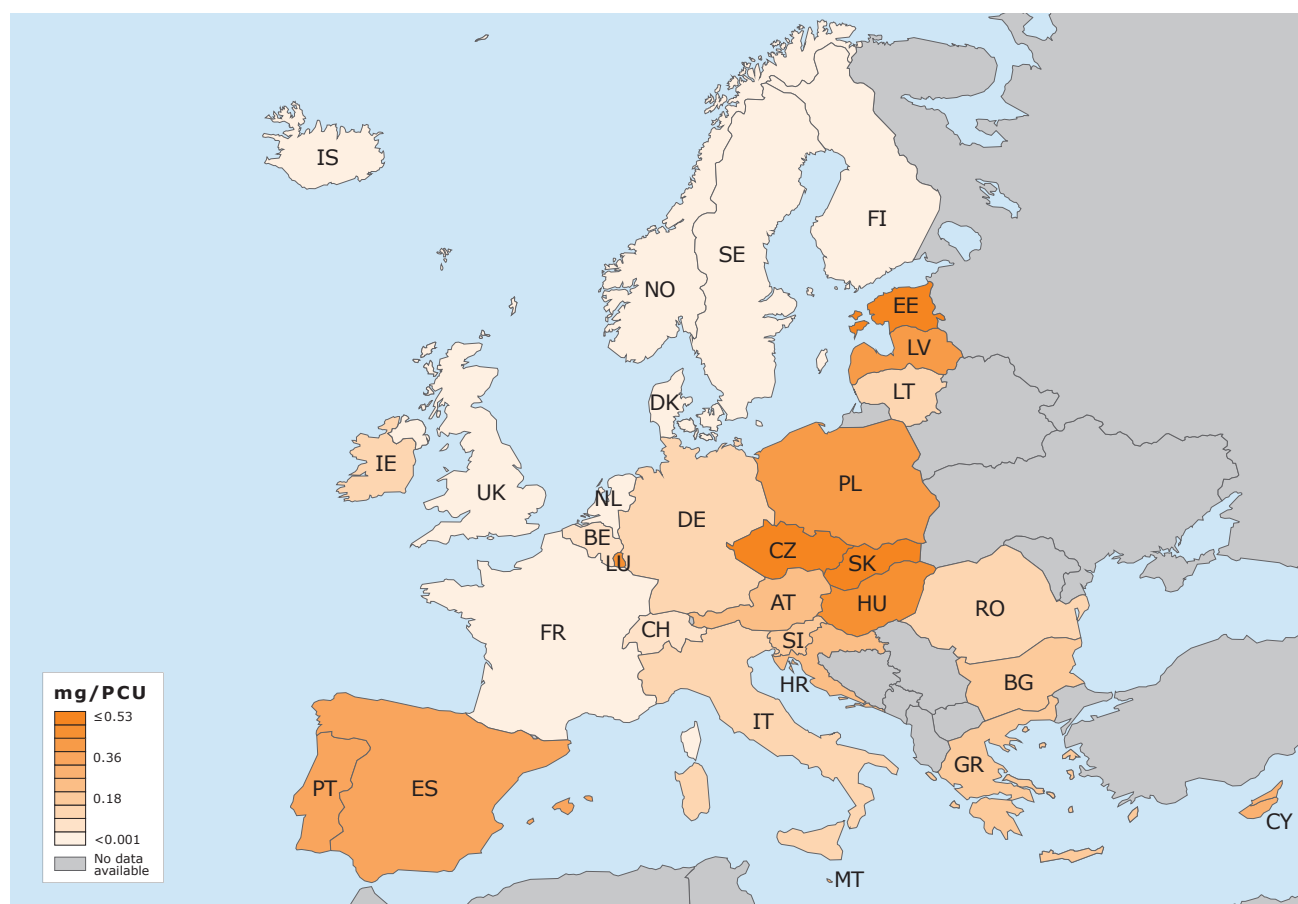 IS
FI
SE
NO
EE
LV
LT
DK
IE
PL
UK
NL
DE
BE
CZ
LU
SK
AT
HU
RO
FR
CH
SI
HR
BG
IT
GR
PT
ES
CY
MT
mg/PCU
≤0.53
0.36
0.18
<0.001
No data
available